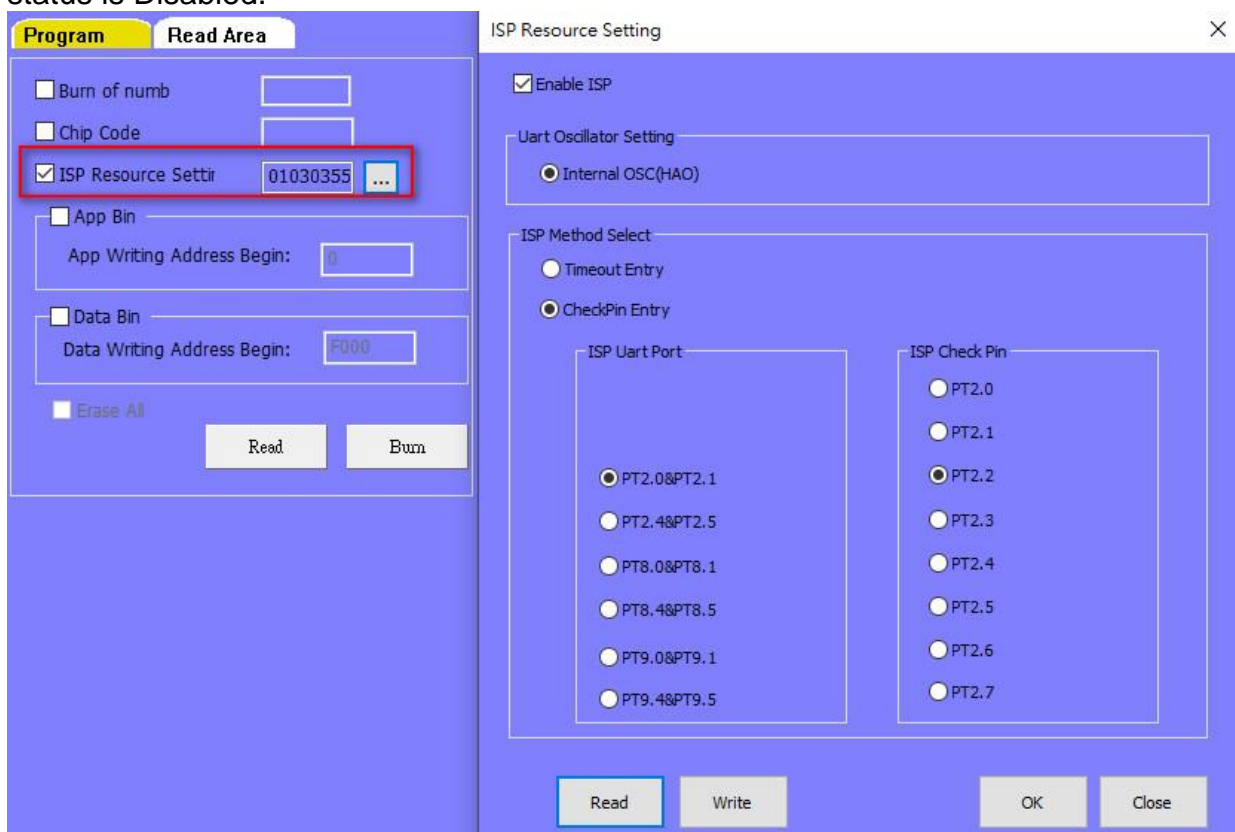 status is Disabled.
Program Read Area
Burn of numb
Chip Code
ISP Resource Settir 01030355 ...
App Bin
App Writing Address Begin: 0
Data Bin
Data Writing Address Begin: F000
Erase All
Read Burn
ISP Resource Setting
Enable ISP
Uart Oscillator Setting
Internal OSC(HAO)
ISP Method Select
Timeout Entry
CheckPin Entry
ISP Uart Port
PT2.0&PT2.1
PT2.4&PT2.5
PT8.0&PT8.1
PT8.4&PT8.5
PT9.0&PT9.1
PT9.4&PT9.5
ISP Check Pin
PT2.0
PT2.1
PT2.2
PT2.3
PT2.4
PT2.5
PT2.6
PT2.7
Read Write OK Close